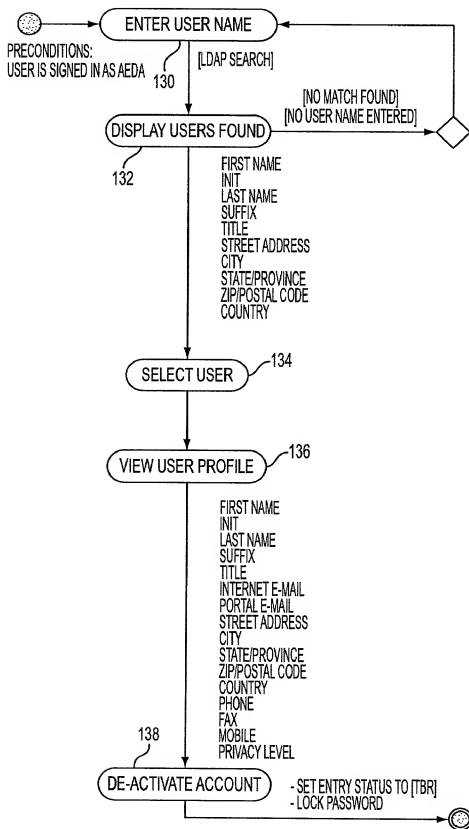 ENTER USER NAME
PRECONDITIONS:
USER IS SIGNED IN AS AEDA
130
[LDAP SEARCH]
[NO MATCH FOUND]
[NO USER NAME ENTERED]
DISPLAY USERS FOUND
132
FIRST NAME
INIT
LAST NAME
SUFFIX
TITLE
STREET ADDRESS
CITY
STATE/PROVINCE
ZIP/POSTAL CODE
COUNTRY
SELECT USER
134
VIEW USER PROFILE
136
FIRST NAME
INIT
LAST NAME
SUFFIX
TITLE
INTERNET E-MAIL
PORTAL E-MAIL
STREET ADDRESS
CITY
STATE/PROVINCE
ZIP/POSTAL CODE
COUNTRY
PHONE
FAX
MOBILE
PRIVACY LEVEL
138
DE-ACTIVATE ACCOUNT
- SET ENTRY STATUS TO [TBR]
- LOCK PASSWORD